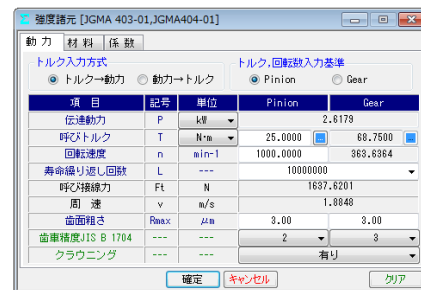 強度諸元 [JGMA 403-01,JGMA404-01]
動 力 材 料 係 数
トルク入力方式 トルク,回転数入力基準
トルク→動力 動力→トルク Pinion Gear
項 目 記号 単位 Pinion Gear
伝達動力 P kW 2.6179
呼びトルク T N・m 25.0000 68.7500
回転速度 n min-1 1000.0000 363.6364
寿命繰り返し回数 L --- 10000000
呼び接線力 Ft N 1637.6201
周 速 v m/s 1.8848
歯面粗さ Rmax μm 3.00 3.00
歯車精度JIS B 1704 --- --- 2 3
クラウニング --- --- 有り
確定 キャンセル クリア